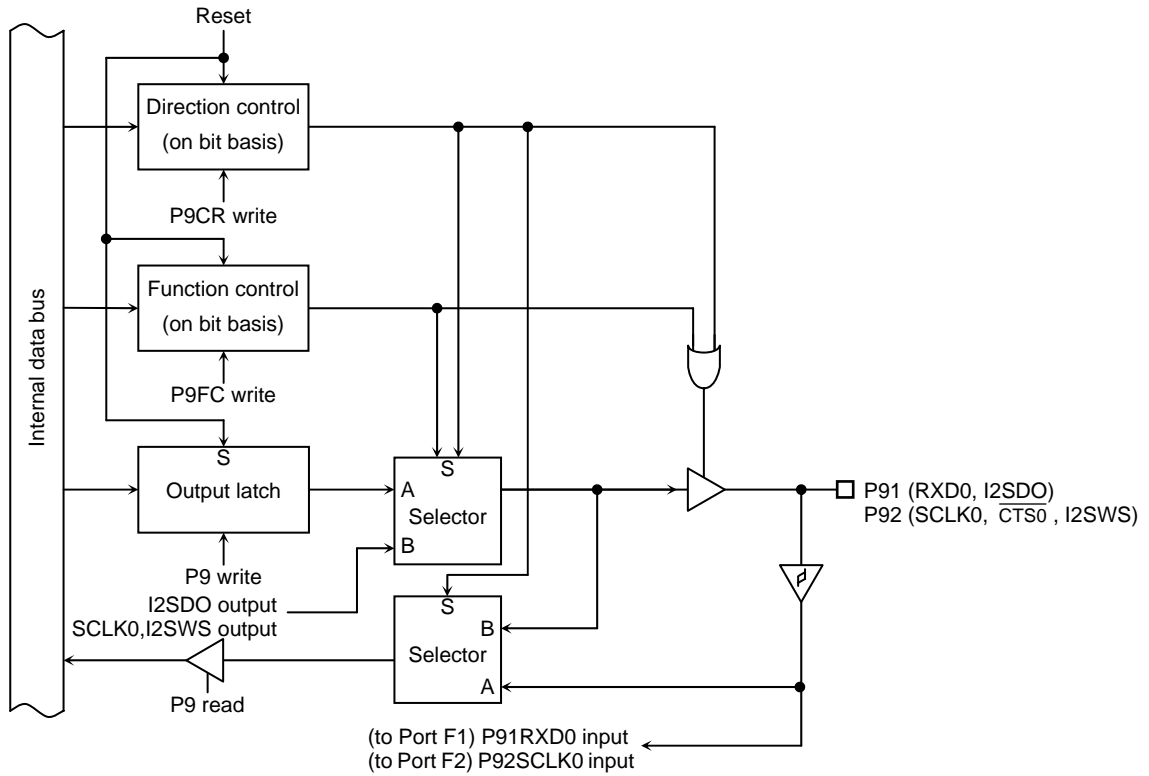 Reset
Direction control
(on bit basis)
P9CR write
Internal data bus
Function control
(on bit basis)
P9FC write
S
Output latch
P9 write
S
A
Selector
B
P91 (RXD0, I2SDO)
P92 (SCLK0, CTS0 , I2SWS)
I2SDO output
SCLK0,I2SWS output
S
B
Selector
A
P9 read
(to Port F1) P91RXD0 input
(to Port F2) P92SCLK0 input